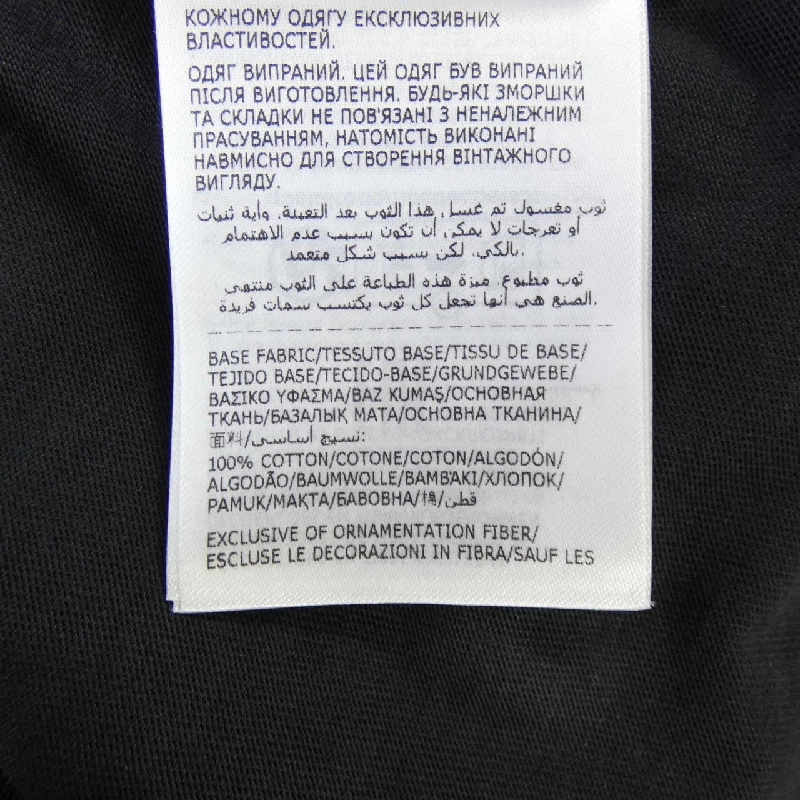 КОЖНОМУ ОДЯГУ ЕКСКЛЮЗИВНИХ
ВЛАСТИВОСТЕЙ.
ОДЯГ ВИПРАНИЙ. ЦЕЙ ОДЯГ БУВ ВИПРАНИЙ
ПІСЛЯ ВИГОТОВЛЕННЯ. БУДЬ-ЯКІ ЗМОРШКИ
ТА СКЛАДКИ НЕ ПОВ'ЯЗАНІ З НЕНАЛЕЖНИМ
ПРАСУВАННЯМ, НАТОМІСТЬ ВИКОНАНІ
НАВМИСНО ДЛЯ СТВОРЕННЯ ВІНТАЖНОГО
ВИГЛЯДУ.
ثوب مغسول تم غسل هذا الثوب بعد التعبئة. وأية ثنيات
أو تعرجات لا يمكن أن تكون بسبب عدم الاهتمام
بالكي. لكن بسبب شكل متعمد.
ثوب مطبوع. ميزة هذه الطباعة على الثوب منتهي
الصنع هي أنها تجعل كل ثوب يكتسب سمات فريدة.
BASE FABRIC/TESSUTO BASE/TISSU DE BASE/
TEJIDO BASE/TECIDO-BASE/GRUNDGEWEBE/
ΒΑΣΙΚΟ ΥΦΑΣΜΑ/BAZ KUMAŞ/ОСНОВНАЯ
ТКАНЬ/БАЗАЛЫҚ МАТА/ОСНОВНА ТКАНИНА/
面料/نسيج أساسي:
100% COTTON/COTONE/COTON/ALGODÓN/
ALGODÃO/BAUMWOLLE/ΒΑΜΒΑΚΙ/ХЛОПОК/
PAMUK/МАҚТА/БАВОВНА/棉/قطن
EXCLUSIVE OF ORNAMENTATION FIBER/
ESCLUSE LE DECORAZIONI IN FIBRA/SAUF LES